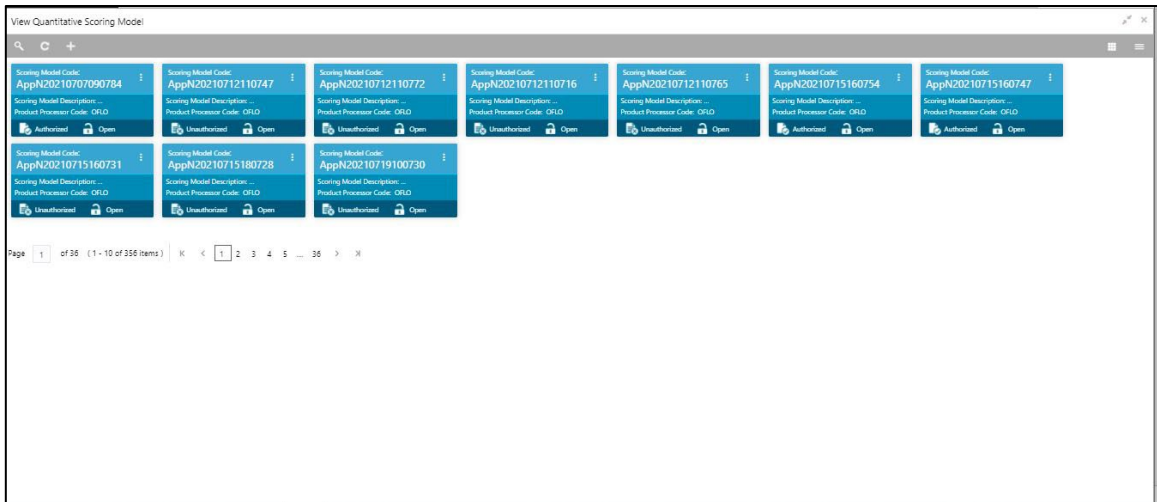 View Quantitative Scoring Model
Scoring Model Code:
AppN20210707090784
Scoring Model Description: ...
Product Processor Code: OFLO
Authorized Open
Scoring Model Code:
AppN20210712110747
Scoring Model Description: ...
Product Processor Code: OFLO
Unauthorized Open
Scoring Model Code:
AppN20210712110772
Scoring Model Description: ...
Product Processor Code: OFLO
Unauthorized Open
Scoring Model Code:
AppN20210712110716
Scoring Model Description: ...
Product Processor Code: OFLO
Unauthorized Open
Scoring Model Code:
AppN20210712110765
Scoring Model Description: ...
Product Processor Code: OFLO
Unauthorized Open
Scoring Model Code:
AppN20210715160754
Scoring Model Description: ...
Product Processor Code: OFLO
Authorized Open
Scoring Model Code:
AppN20210715160747
Scoring Model Description: ...
Product Processor Code: OFLO
Authorized Open
Scoring Model Code:
AppN20210715160731
Scoring Model Description: ...
Product Processor Code: OFLO
Unauthorized Open
Scoring Model Code:
AppN20210715180728
Scoring Model Description: ...
Product Processor Code: OFLO
Unauthorized Open
Scoring Model Code:
AppN20210719100730
Scoring Model Description: ...
Product Processor Code: OFLO
Unauthorized Open
Page 1 of 36 (1 - 10 of 356 items) 1 2 3 4 5 ... 36